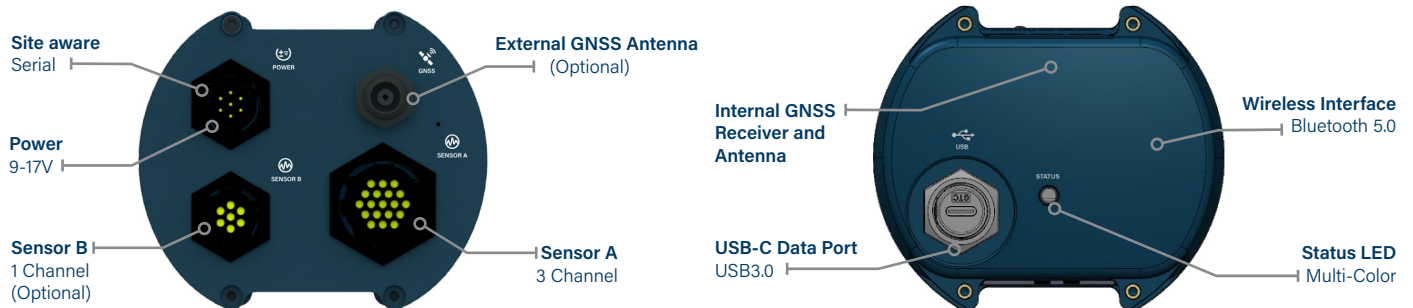 Site aware
Serial
Power
9-17V
Sensor B
1 Channel
(Optional)
POWER
GNSS
SENSOR A
SENSOR B
External GNSS Antenna
(Optional)
Sensor A
3 Channel
Internal GNSS
Receiver and
Antenna
USB-C Data Port
USB3.0
USB
STATUS
Wireless Interface
Bluetooth 5.0
Status LED
Multi-Color